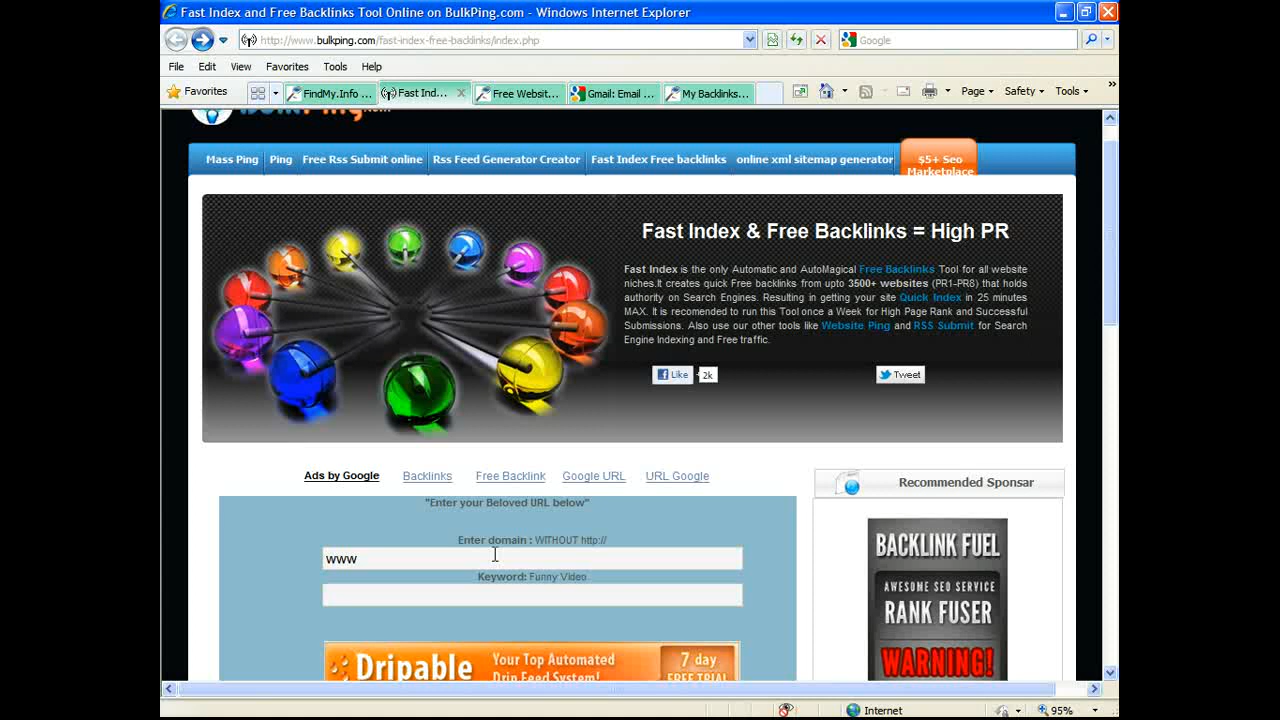 Fast Index and Free Backlinks Tool Online on BulkPing.com - Windows Internet Explorer
http://www.bulkping.com/fast-index-free-backlinks/index.php
Google
File Edit View Favorites Tools Help
Favorites
FindMy.Info ...
Fast Ind...
Free Websit...
Gmail: Email ...
My Backlinks...
Page
Safety
Tools
Mass Ping
Ping
Free Rss Submit online
Rss Feed Generator Creator
Fast Index Free backlinks
online xml sitemap generator
$5+ Seo
Marketplace
Fast Index & Free Backlinks = High PR
Fast Index is the only Automatic and AutoMagical Free Backlinks Tool for all website
niches.It creates quick Free backlinks from upto 3500+ websites (PR1-PR8) that holds
authority on Search Engines. Resulting in getting your site Quick Index in 25 minutes
MAX. It is recomended to run this Tool once a Week for High Page Rank and Successful
Submissions. Also use our other tools like Website Ping and RSS Submit for Search
Engine Indexing and Free traffic.
Like 2k
Tweet
Ads by Google Backlinks Free Backlink Google URL URL Google
"Enter your Beloved URL below"
Enter domain : WITHOUT http://
www
Keyword: Funny Video
Dripable
Your Top Automated
Drip Feed System!
7 day
FREE TRIAL
Recommended Sponsar
BACKLINK FUEL
AWESOME SEO SERVICE
RANK FUSER
WARNING!
Internet
95%